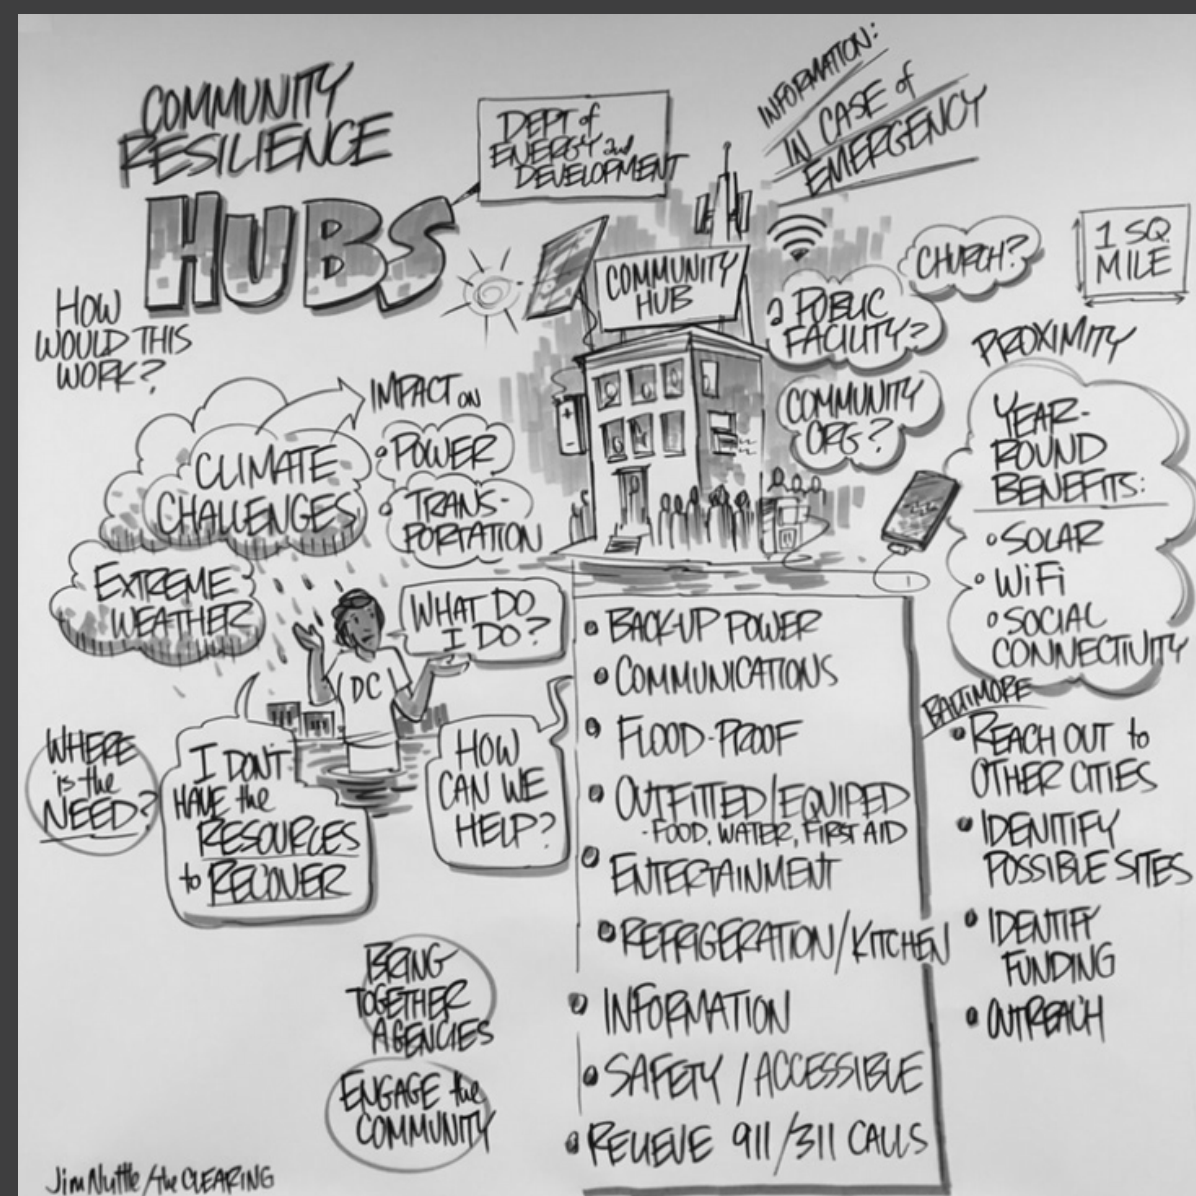 COMMUNITY
RESILIENCE
HUBS
DEPT of
ENERGY and
DEVELOPMENT
INFORMATION:
IN CASE of
EMERGENCY
HOW
WOULD THIS
WORK?
COMMUNITY
HUB
PUBLIC
FACILITY?
CHURCH?
COMMUNITY
ORG?
1 SQ
MILE
PROXIMITY
YEAR-
ROUND
BENEFITS:
SOLAR
WiFi
SOCIAL
CONNECTIVITY
CLIMATE
CHALLENGES
IMPACT ON
POWER
TRANS-
PORTATION
EXTREME
WEATHER
WHAT DO
I DO?
DC
WHERE
is the
NEED?
I DON'T
HAVE the
RESOURCES
to RECOVER
HOW
CAN WE
HELP?
BACK-UP POWER
COMMUNICATIONS
FLOOD-PROOF
OUTFITTED/EQUIPED
- FOOD, WATER, FIRST AID
ENTERTAINMENT
REFRIGERATION/KITCHEN
INFORMATION
SAFETY / ACCESSIBLE
RELIEVE 911/311 CALLS
BALTIMORE
REACH OUT to
OTHER CITIES
IDENITIFY
POSSIBLE SITES
IDENTIFY
FUNDING
OUTREACH
BRING
TOGETHER
AGENCIES
ENGAGE the
COMMUNITY
Jim Nuttle / the CLEARING